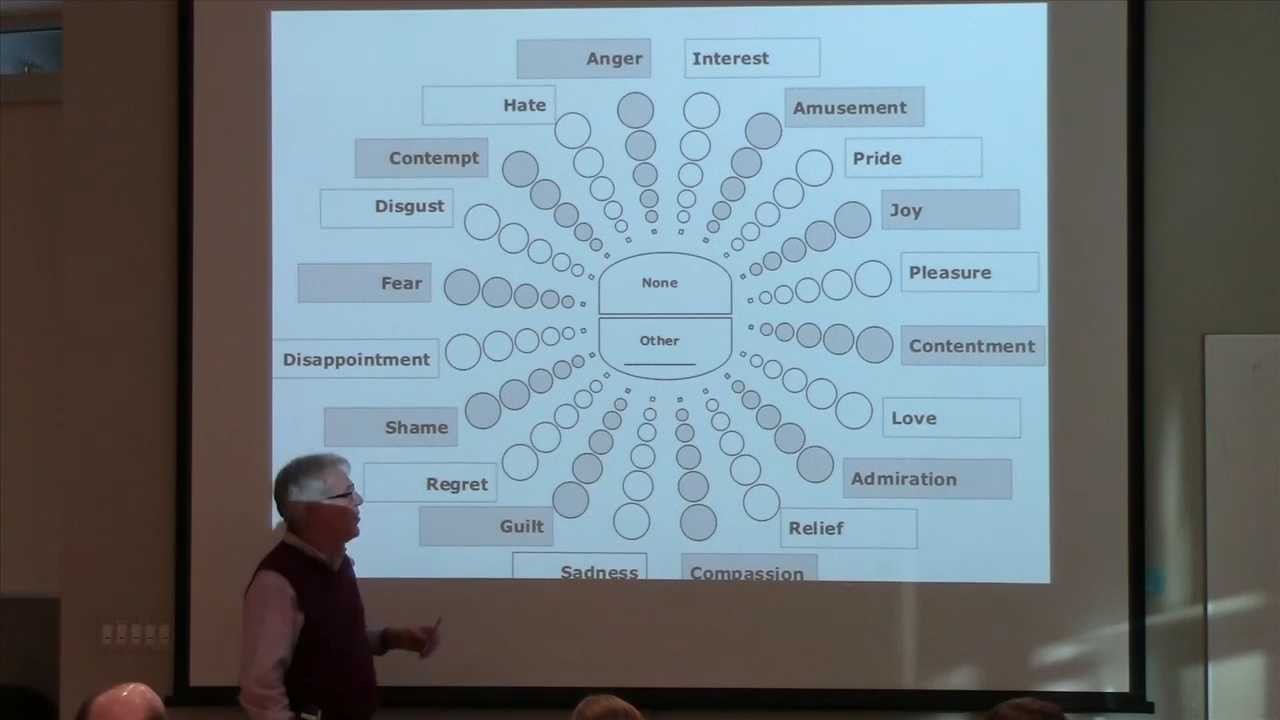 Anger
Interest
Hate
Amusement
Contempt
Pride
Disgust
Joy
Fear
None
Pleasure
Other
Disappointment
Contentment
Shame
Love
Regret
Admiration
Guilt
Relief
Sadness
Compassion